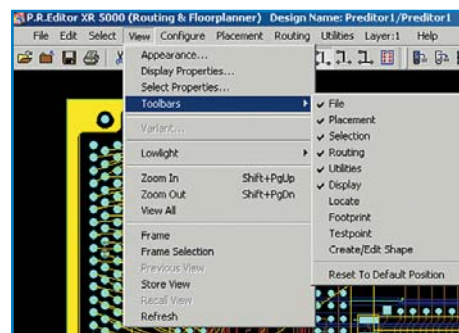 P.R.Editor XR 5000 (Routing & Floorplanner) Design Name: Preditor1/Preditor1
File Edit Select View Configure Placement Routing Utilities Layer:1 Help
Appearance...
Display Properties...
Select Properties...
Toolbars
Variant...
Lowlight
Zoom In Shift+PgUp
Zoom Out Shift+PgDn
View All
Frame
Frame Selection
Previous View
Store View
Recall View
Refresh
File
Placement
Selection
Routing
Utilities
Display
Locate
Footprint
Testpoint
Create/Edit Shape
Reset To Default Position